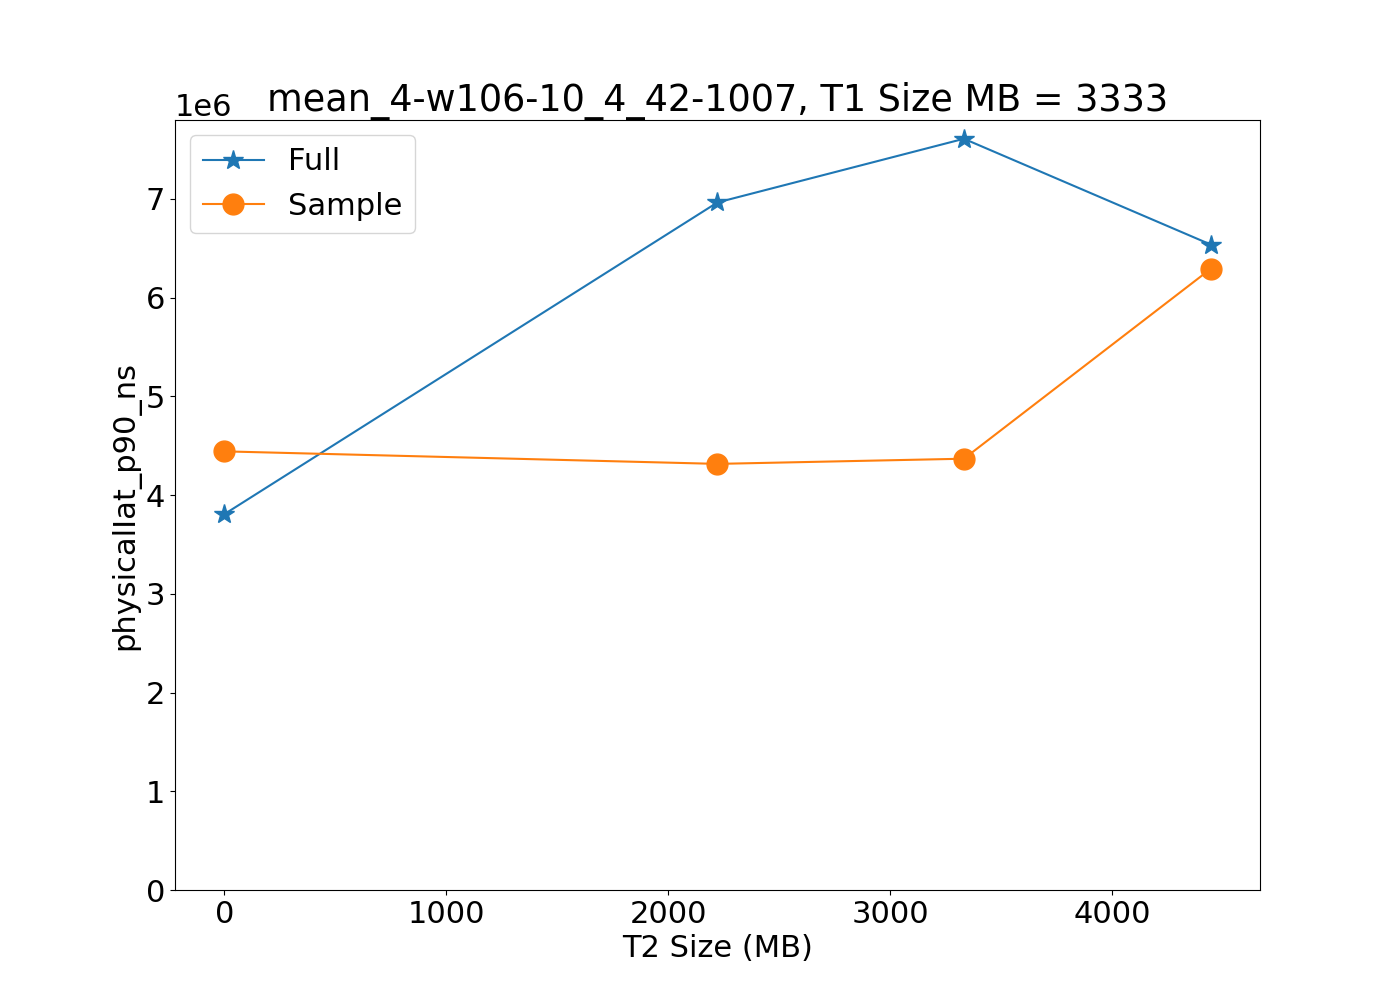 1e6
mean_4-w106-10_4_42-1007, T1 Size MB = 3333
Full
Sample
physicallat_p90_ns
7
6
5
4
3
2
1
0
0 1000 2000 3000 4000
T2 Size (MB)